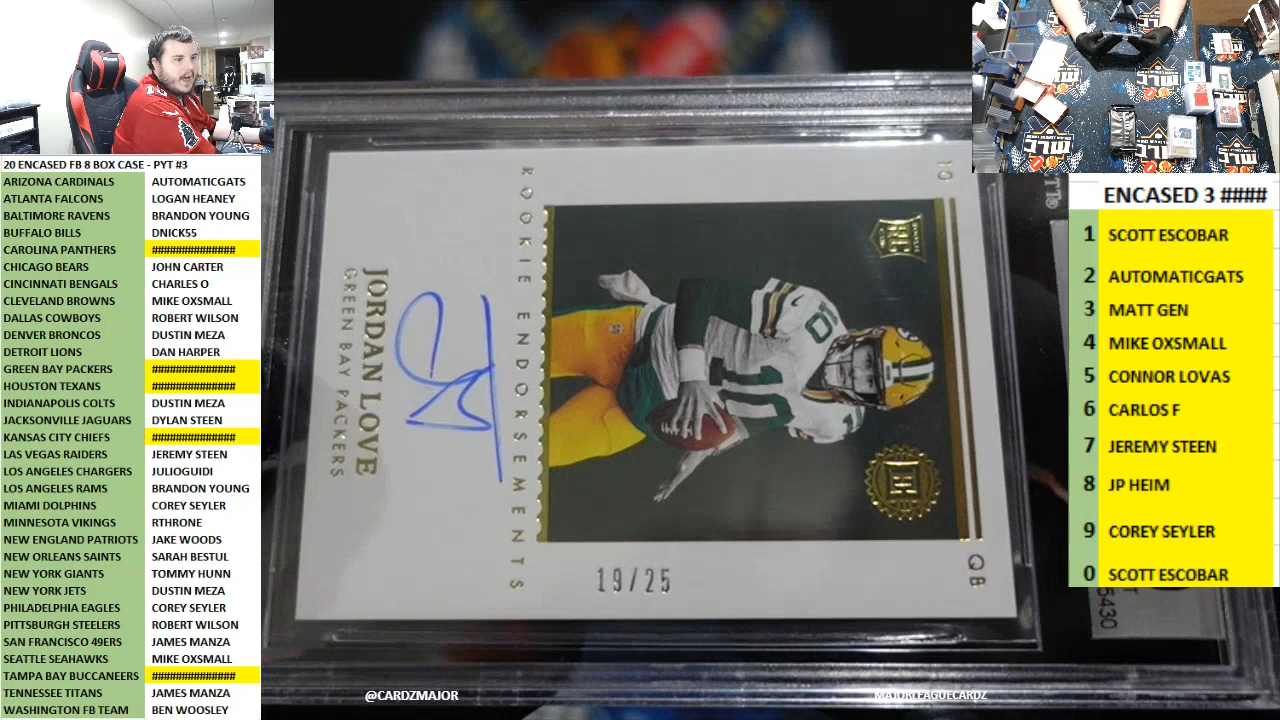 20 ENCASED FB 8 BOX CASE - PYT #3
ARIZONA CARDINALS AUTOMATICGATS
ATLANTA FALCONS LOGAN HEANEY
BALTIMORE RAVENS BRANDON YOUNG
BUFFALO BILLS DNICK55
CAROLINA PANTHERS ##############
CHICAGO BEARS JOHN CARTER
CINCINNATI BENGALS CHARLES O
CLEVELAND BROWNS MIKE OXSMALL
DALLAS COWBOYS ROBERT WILSON
DENVER BRONCOS DUSTIN MEZA
DETROIT LIONS DAN HARPER
GREEN BAY PACKERS ##############
HOUSTON TEXANS ##############
INDIANAPOLIS COLTS DUSTIN MEZA
JACKSONVILLE JAGUARS DYLAN STEEN
KANSAS CITY CHIEFS ##############
LAS VEGAS RAIDERS JEREMY STEEN
LOS ANGELES CHARGERS JULIOGUIDI
LOS ANGELES RAMS BRANDON YOUNG
MIAMI DOLPHINS COREY SEYLER
MINNESOTA VIKINGS RTHRONE
NEW ENGLAND PATRIOTS JAKE WOODS
NEW ORLEANS SAINTS SARAH BESTUL
NEW YORK GIANTS TOMMY HUNN
NEW YORK JETS DUSTIN MEZA
PHILADELPHIA EAGLES COREY SEYLER
PITTSBURGH STEELERS ROBERT WILSON
SAN FRANCISCO 49ERS JAMES MANZA
SEATTLE SEAHAWKS MIKE OXSMALL
TAMPA BAY BUCCANEERS ##############
TENNESSEE TITANS JAMES MANZA
WASHINGTON FB TEAM BEN WOOSLEY
ROOKIE ENDORSEMENTS
JORDAN LOVE
GREEN BAY PACKERS
10
QB
19/25
5430
@CARDZMAJOR
MAJORLEAGUECARDZ
MLC
ENCASED 3 ####
1 SCOTT ESCOBAR
2 AUTOMATICGATS
3 MATT GEN
4 MIKE OXSMALL
5 CONNOR LOVAS
6 CARLOS F
7 JEREMY STEEN
8 JP HEIM
9 COREY SEYLER
0 SCOTT ESCOBAR